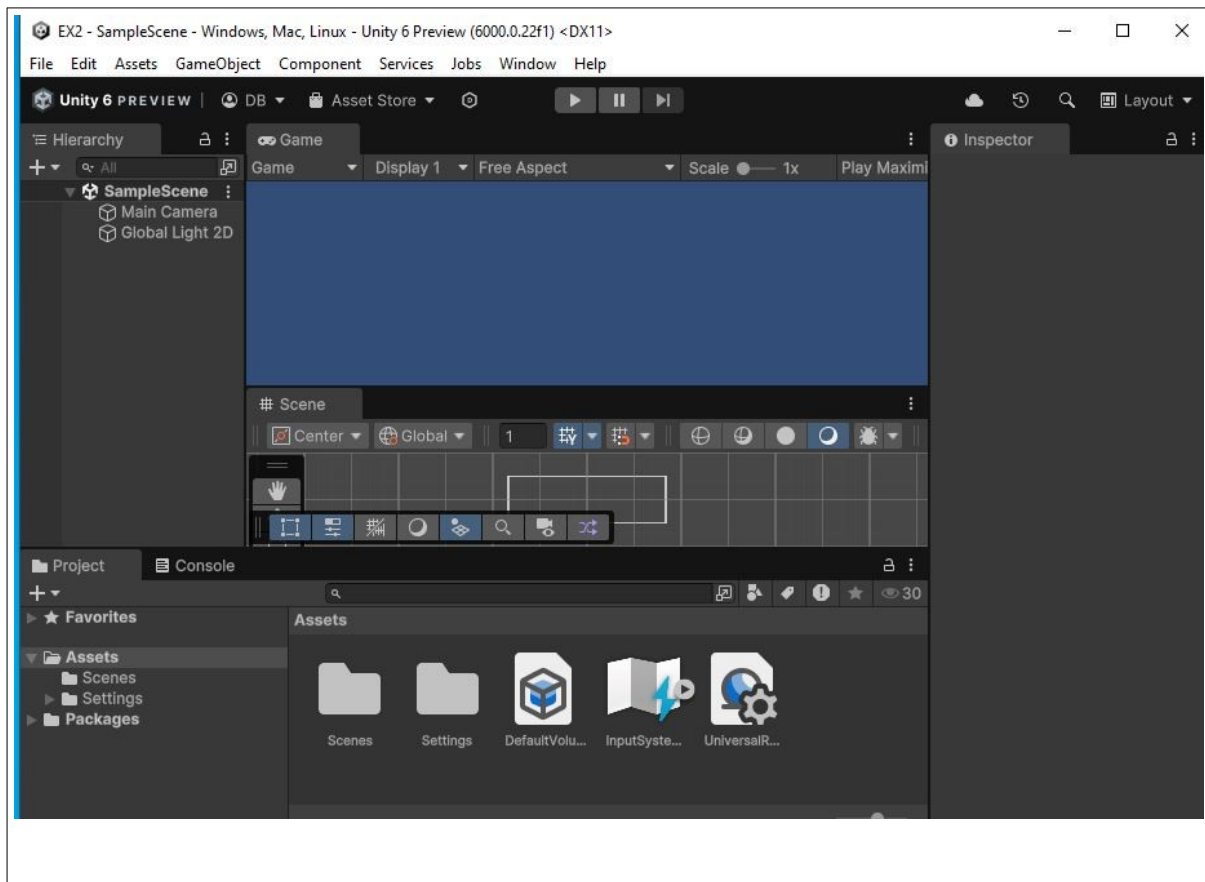 EX2 - SampleScene - Windows, Mac, Linux - Unity 6 Preview (6000.0.22f1) <DX11>
File Edit Assets GameObject Component Services Jobs Window Help
Unity 6 PREVIEW DB Asset Store Layout
Hierarchy
All
SampleScene
Main Camera
Global Light 2D
Game
Game Display 1 Free Aspect Scale 1x Play Maximi
Scene
Center Global 1
Inspector
Project Console
30
Favorites
Assets
Scenes
Settings
Packages
Assets
Scenes Settings DefaultVolu... InputSyste... UniversalR...